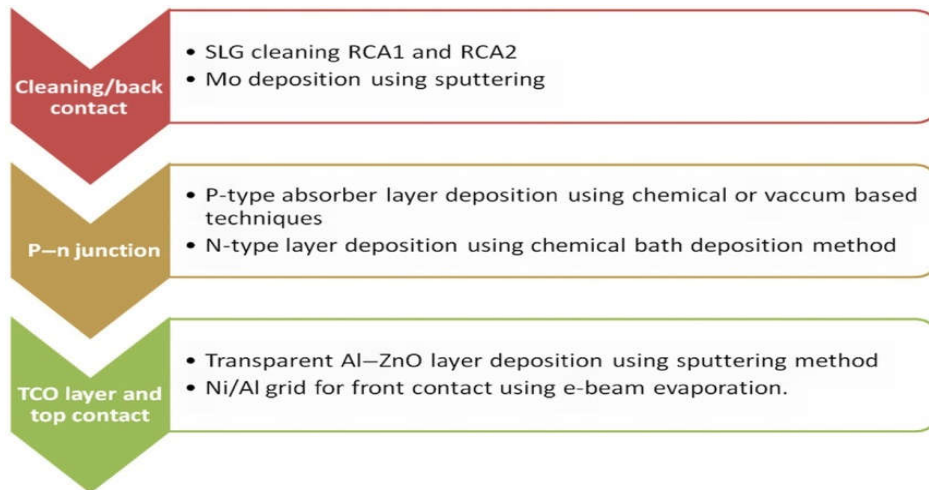 Cleaning/back
contact
• SLG cleaning RCA1 and RCA2
• Mo deposition using sputtering
P–n junction
• P-type absorber layer deposition using chemical or vaccum based
techniques
• N-type layer deposition using chemical bath deposition method
TCO layer and
top contact
• Transparent Al–ZnO layer deposition using sputtering method
• Ni/Al grid for front contact using e-beam evaporation.